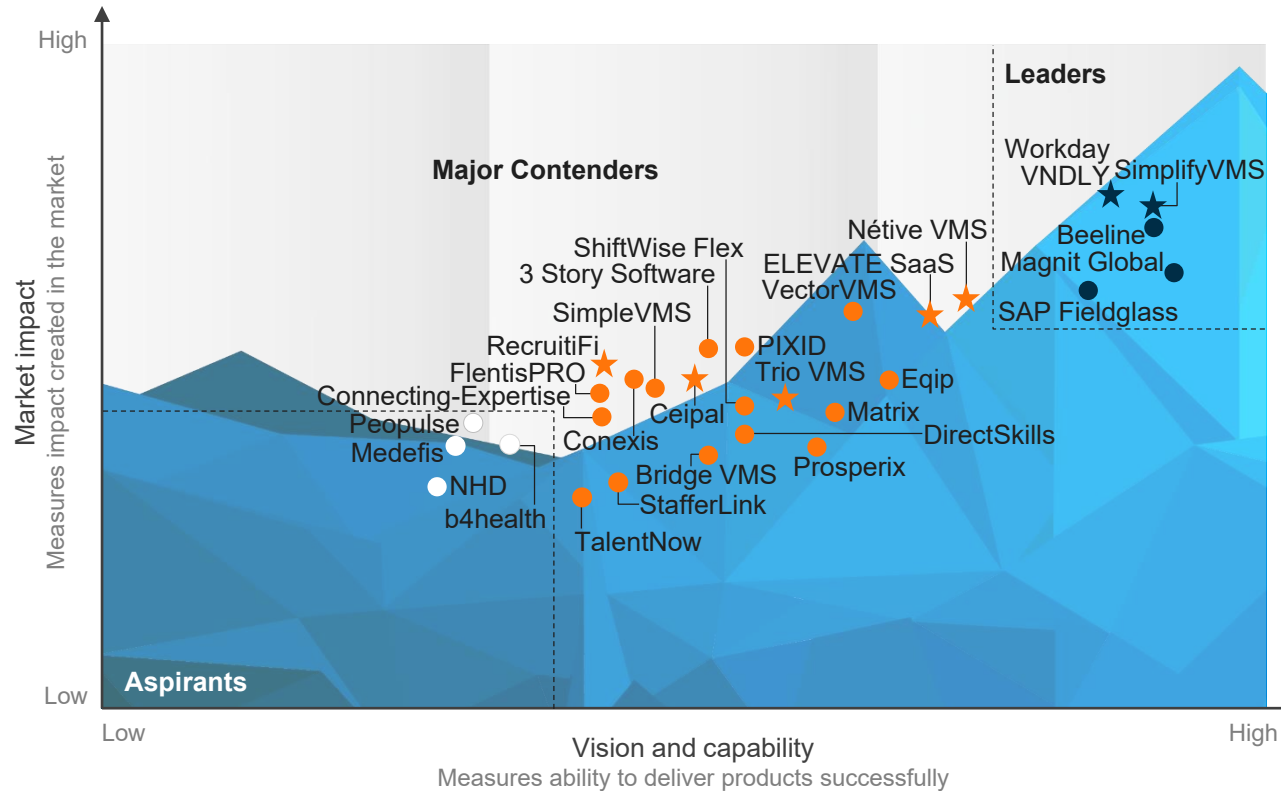 High
Leaders
Workday
VNDLY
SimplifyVMS
Major Contenders
Beeline
Magnit Global
SAP Fieldglass
Nétive VMS
ELEVATE SaaS
VectorVMS
ShiftWise Flex
3 Story Software
SimpleVMS
RecruitiFi
FlentisPRO
Connecting-Expertise
PIXID
Trio VMS
Eqip
Peopulse
Medefis
Conexis
Ceipal
Matrix
DirectSkills
NHD
b4health
Bridge VMS
Prosperix
StafferLink
TalentNow
Market impact
Measures impact created in the market
Aspirants
Low
Low
High
Vision and capability
Measures ability to deliver products successfully